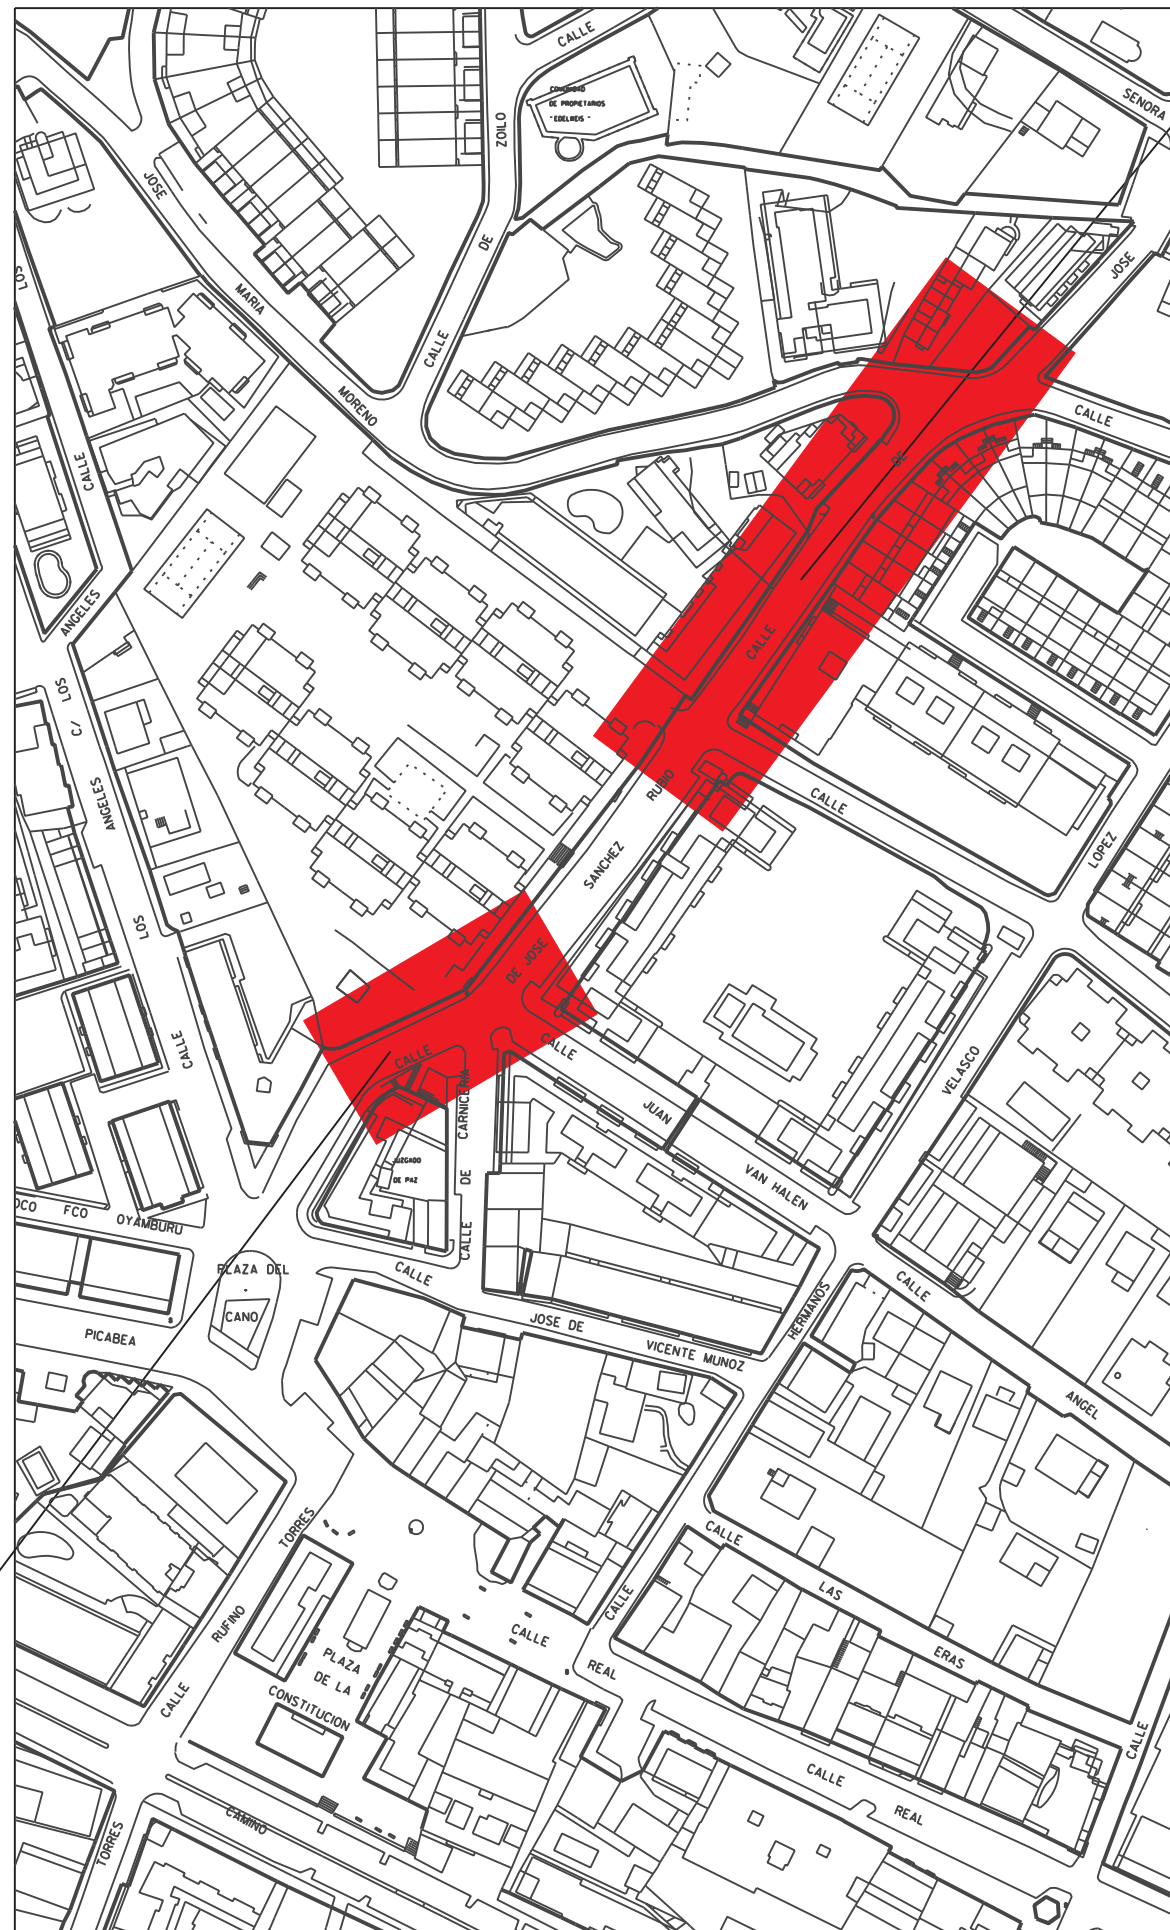 CALLE
SENORA
COMUNIDAD
DE PROPIETARIOS
- EDELWEIS -
ZOILO
JOSE
DE
JOSE
LOS
MARIA
CALLE
MORENO
CALLE
CALLE
DE
ANGELES
CALLE
LOS
C/
RUBIO
ANGELES
CALLE
LOPEZ
SANCHEZ
LOS
DE JOSE
CALLE
CALLE
CALLE
VELASCO
CARNICERIA
JUAN
JUZGADO
DE PAZ
DE
VAN HALEN
OCO FCO OYAMBURU
CALLE
PLAZA DEL
CANO
CALLE
CALLE
PICABEA
JOSE DE
VICENTE MUNOZ
HERMANOS
ANGEL
TORRES
CALLE
LAS
CALLE
RUFINO
CALLE
ERAS
PLAZA
DE LA
CONSTITUCION
REAL
CALLE
CALLE
CALLE
REAL
CAMINO
TORRES